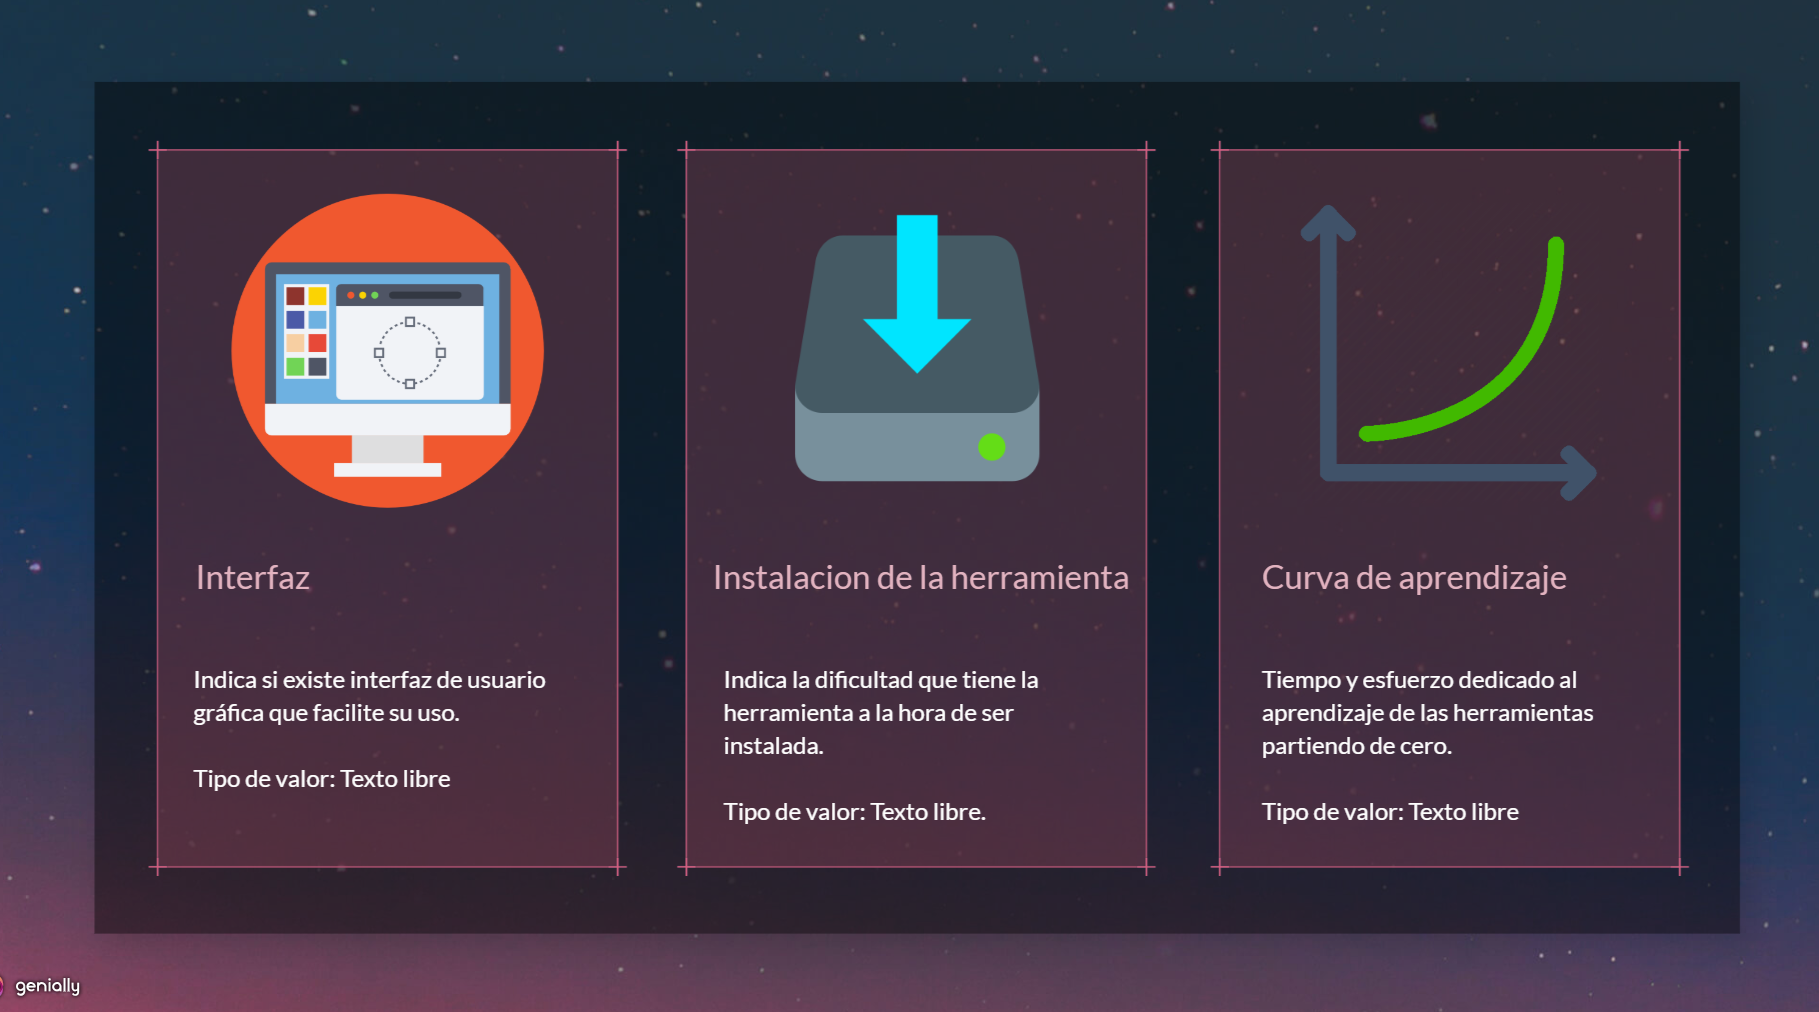 Interfaz
Indica si existe interfaz de usuario
gráfica que facilite su uso.
Tipo de valor: Texto libre
Instalacion de la herramienta
Indica la dificultad que tiene la
herramienta a la hora de ser
instalada.
Tipo de valor: Texto libre.
Curva de aprendizaje
Tiempo y esfuerzo dedicado al
aprendizaje de las herramientas
partiendo de cero.
Tipo de valor: Texto libre
genially